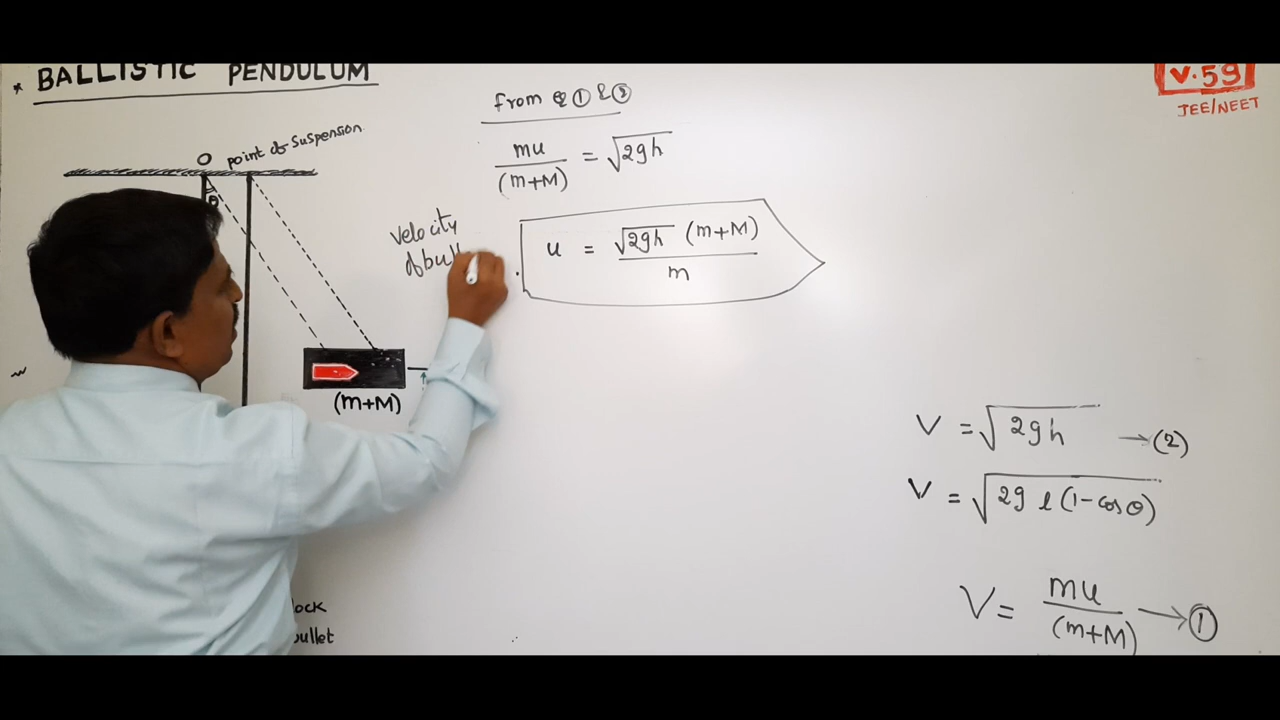 * BALLISTIC PENDULUM
V.59
JEE/NEET
O point of suspension
θ
(m+M)
from eq ① & ②
mu/(m+M) = √2gh
velocity
of bull
u = √2gh (m+M)/m
V = √2gh → (2)
V = √2g l(1-cosθ)
V = mu/(m+M) → ①
lock
bullet